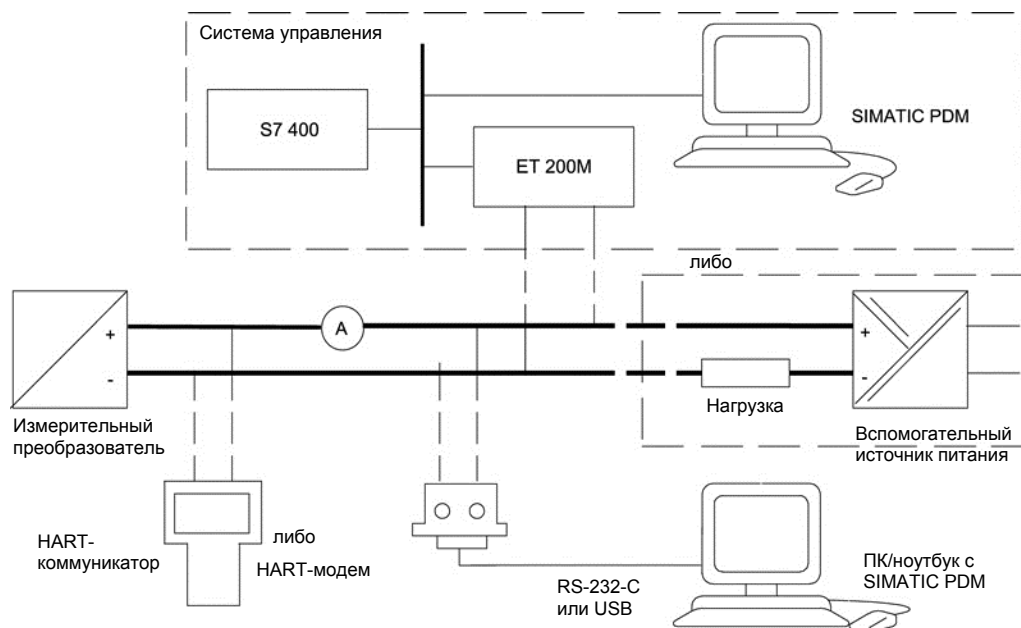 Система управления
S7 400
ET 200M
SIMATIC PDM
либо
+
-
A
+
-
Нагрузка
Измерительный
преобразователь
Вспомогательный
источник питания
HART-
коммуникатор
либо
HART-модем
RS-232-C
или USB
ПК/ноутбук с
SIMATIC PDM